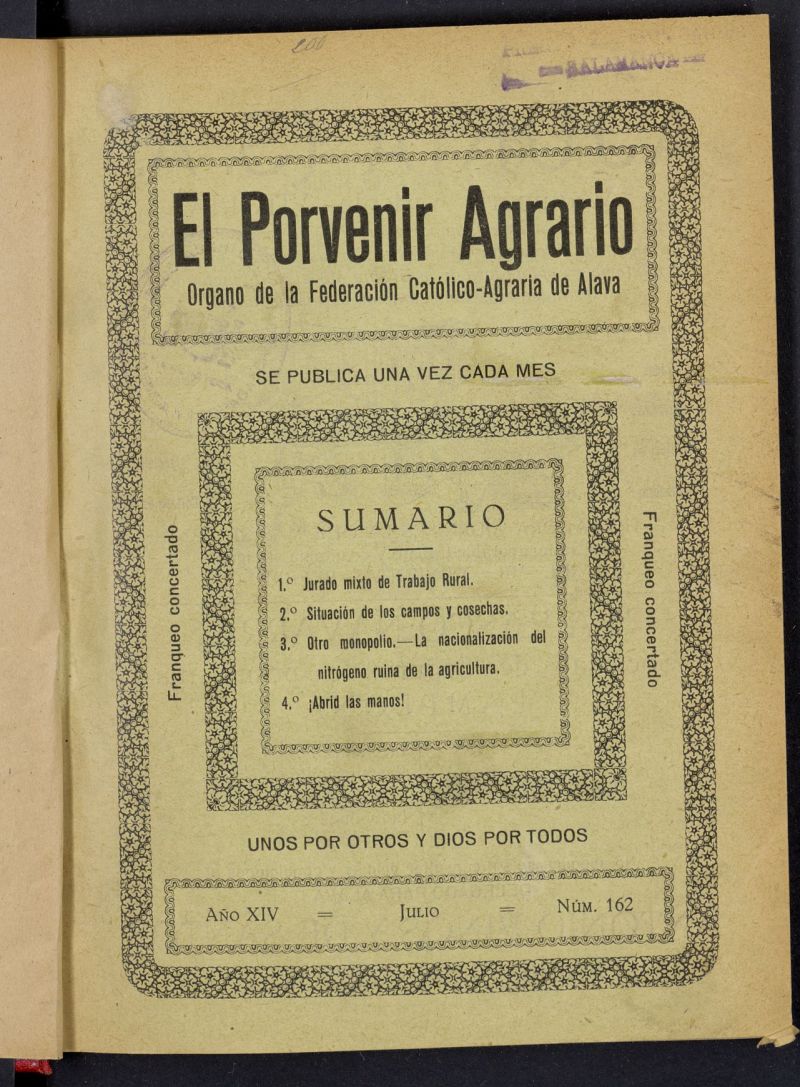 200
SALAMANCA
El Porvenir Agrario
Organo de la Federación Católico-Agraria de Alava
SE PUBLICA UNA VEZ CADA MES
Franqueo concertado
SUMARIO
1.º Jurado mixto de Trabajo Rural.
2.º Situación de los campos y cosechas.
3.º Otro monopolio.—La nacionalización del
nitrógeno ruina de la agricultura.
4.º ¡Abrid las manos!
Franqueo concertado
UNOS POR OTROS Y DIOS POR TODOS
AÑO XIV = JULIO = NÚM. 162